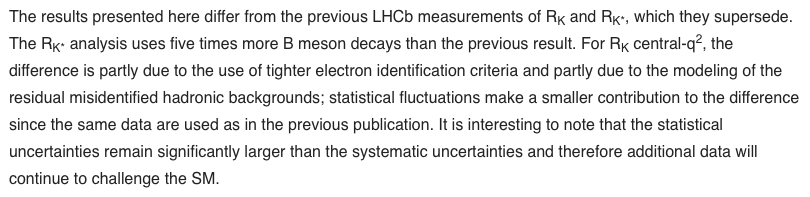 The results presented here differ from the previous LHCb measurements of RK and RK*, which they supersede.
The RK* analysis uses five times more B meson decays than the previous result. For RK central-q², the
difference is partly due to the use of tighter electron identification criteria and partly due to the modeling of the
residual misidentified hadronic backgrounds; statistical fluctuations make a smaller contribution to the difference
since the same data are used as in the previous publication. It is interesting to note that the statistical
uncertainties remain significantly larger than the systematic uncertainties and therefore additional data will
continue to challenge the SM.